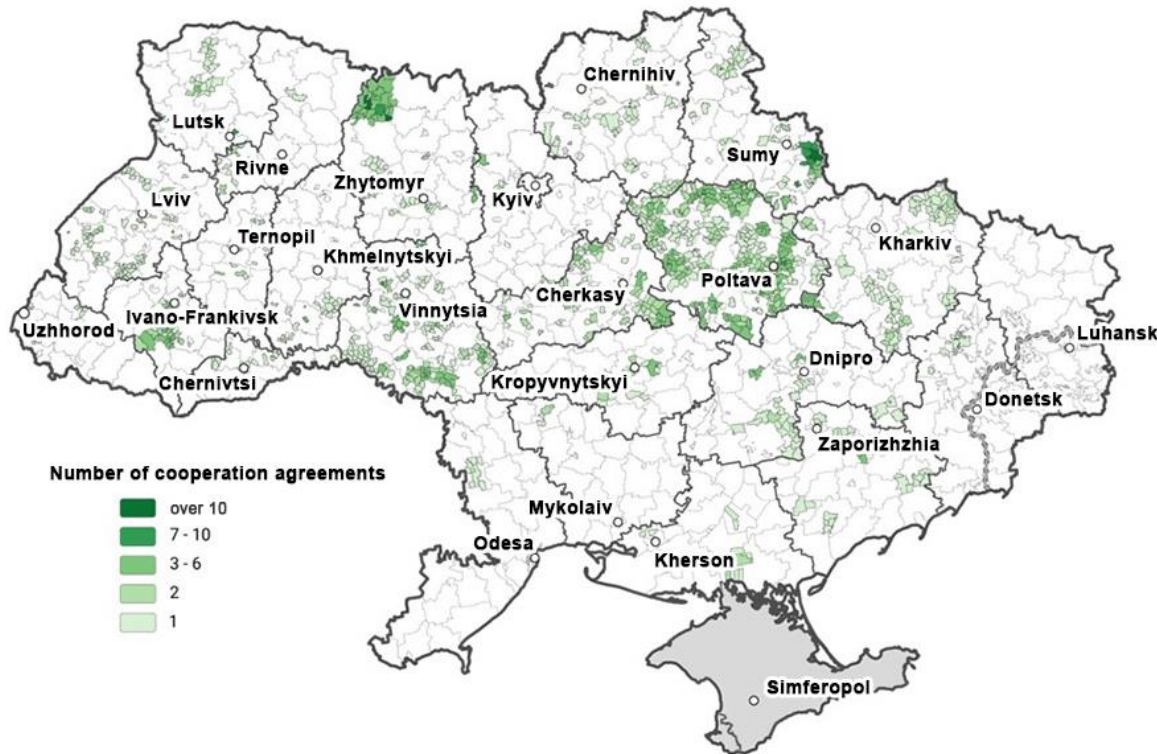 Chernihiv
Lutsk
Sumy
Rivne
Zhytomyr
Kyiv
Lviv
Kharkiv
Ternopil
Khmelnytskyi
Poltava
Cherkasy
Vinnytsia
Ivano-Frankivsk
Uzhhorod
Luhansk
Dnipro
Chernivtsi
Kropyvnytskyi
Donetsk
Zaporizhzhia
Number of cooperation agreements
over 10
7 - 10
3 - 6
2
1
Mykolaiv
Odesa
Kherson
Simferopol